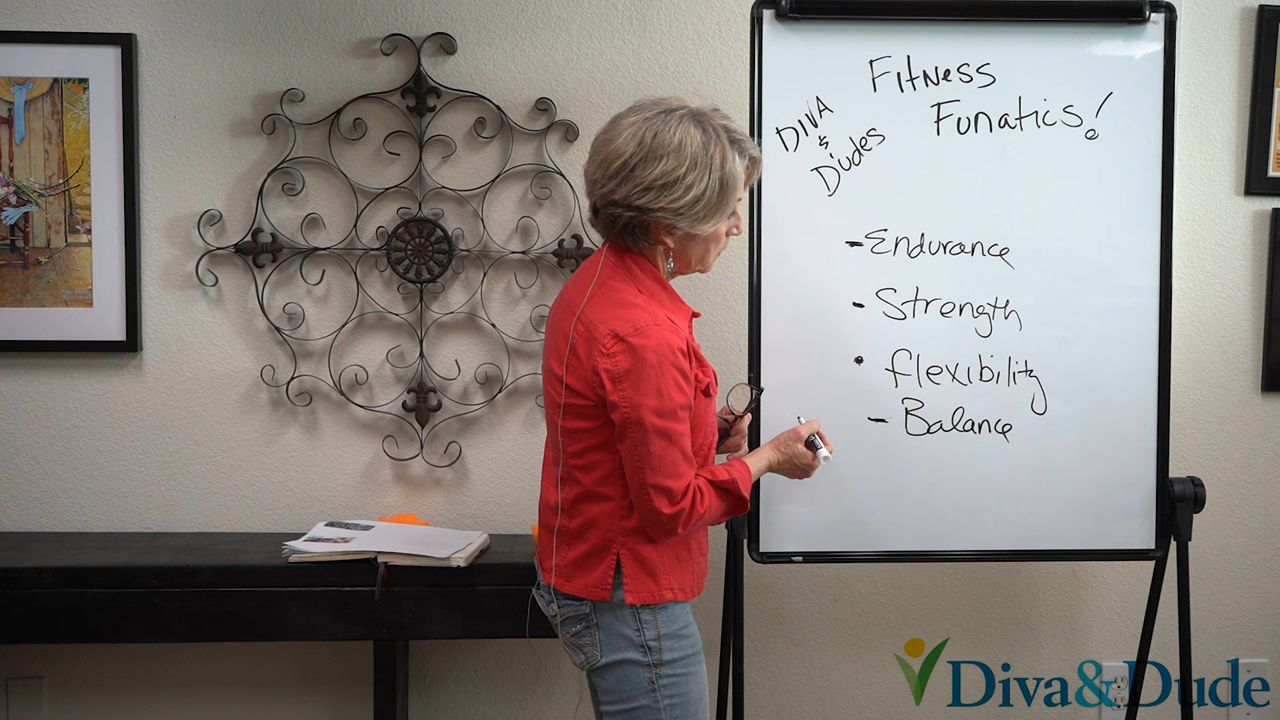 Fitness
Funatics!
DIVA
&
Dudes
- Endurance
- Strength
• flexibility
- Balance
Diva&Dude